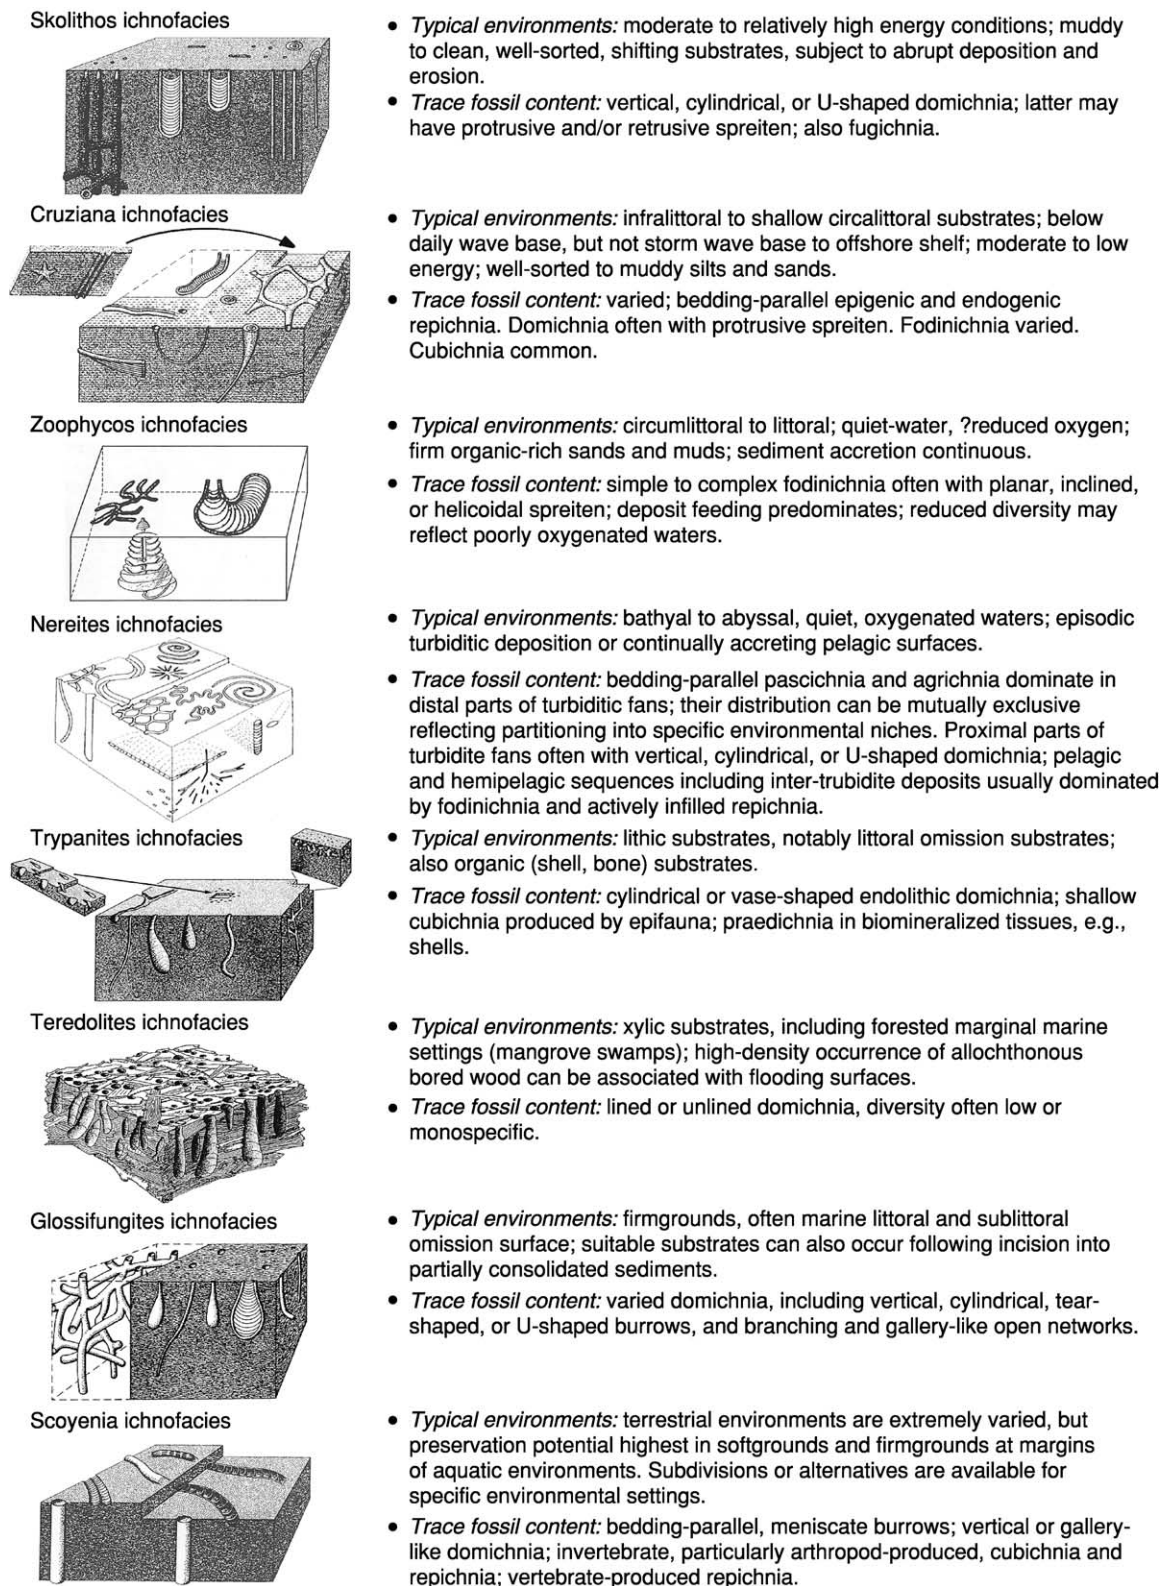 Skolithos ichnofacies
• Typical environments: moderate to relatively high energy conditions; muddy
to clean, well-sorted, shifting substrates, subject to abrupt deposition and
erosion.
• Trace fossil content: vertical, cylindrical, or U-shaped domichnia; latter may
have protrusive and/or retrusive spreiten; also fugichnia.
Cruziana ichnofacies
• Typical environments: infralittoral to shallow circalittoral substrates; below
daily wave base, but not storm wave base to offshore shelf; moderate to low
energy; well-sorted to muddy silts and sands.
• Trace fossil content: varied; bedding-parallel epigenic and endogenic
repichnia. Domichnia often with protrusive spreiten. Fodinichnia varied.
Cubichnia common.
Zoophycos ichnofacies
• Typical environments: circumlittoral to littoral; quiet-water, ?reduced oxygen;
firm organic-rich sands and muds; sediment accretion continuous.
• Trace fossil content: simple to complex fodinichnia often with planar, inclined,
or helicoidal spreiten; deposit feeding predominates; reduced diversity may
reflect poorly oxygenated waters.
Nereites ichnofacies
• Typical environments: bathyal to abyssal, quiet, oxygenated waters; episodic
turbiditic deposition or continually accreting pelagic surfaces.
• Trace fossil content: bedding-parallel pascichnia and agrichnia dominate in
distal parts of turbiditic fans; their distribution can be mutually exclusive
reflecting partitioning into specific environmental niches. Proximal parts of
turbidite fans often with vertical, cylindrical, or U-shaped domichnia; pelagic
and hemipelagic sequences including inter-trubidite deposits usually dominated
by fodinichnia and actively infilled repichnia.
Trypanites ichnofacies
• Typical environments: lithic substrates, notably littoral omission substrates;
also organic (shell, bone) substrates.
• Trace fossil content: cylindrical or vase-shaped endolithic domichnia; shallow
cubichnia produced by epifauna; praedichnia in biomineralized tissues, e.g.,
shells.
Teredolites ichnofacies
• Typical environments: xylic substrates, including forested marginal marine
settings (mangrove swamps); high-density occurrence of allochthonous
bored wood can be associated with flooding surfaces.
• Trace fossil content: lined or unlined domichnia, diversity often low or
monospecific.
Glossifungites ichnofacies
• Typical environments: firmgrounds, often marine littoral and sublittoral
omission surface; suitable substrates can also occur following incision into
partially consolidated sediments.
• Trace fossil content: varied domichnia, including vertical, cylindrical, tear-
shaped, or U-shaped burrows, and branching and gallery-like open networks.
Scoyenia ichnofacies
• Typical environments: terrestrial environments are extremely varied, but
preservation potential highest in softgrounds and firmgrounds at margins
of aquatic environments. Subdivisions or alternatives are available for
specific environmental settings.
• Trace fossil content: bedding-parallel, meniscate burrows; vertical or gallery-
like domichnia; invertebrate, particularly arthropod-produced, cubichnia and
repichnia; vertebrate-produced repichnia.